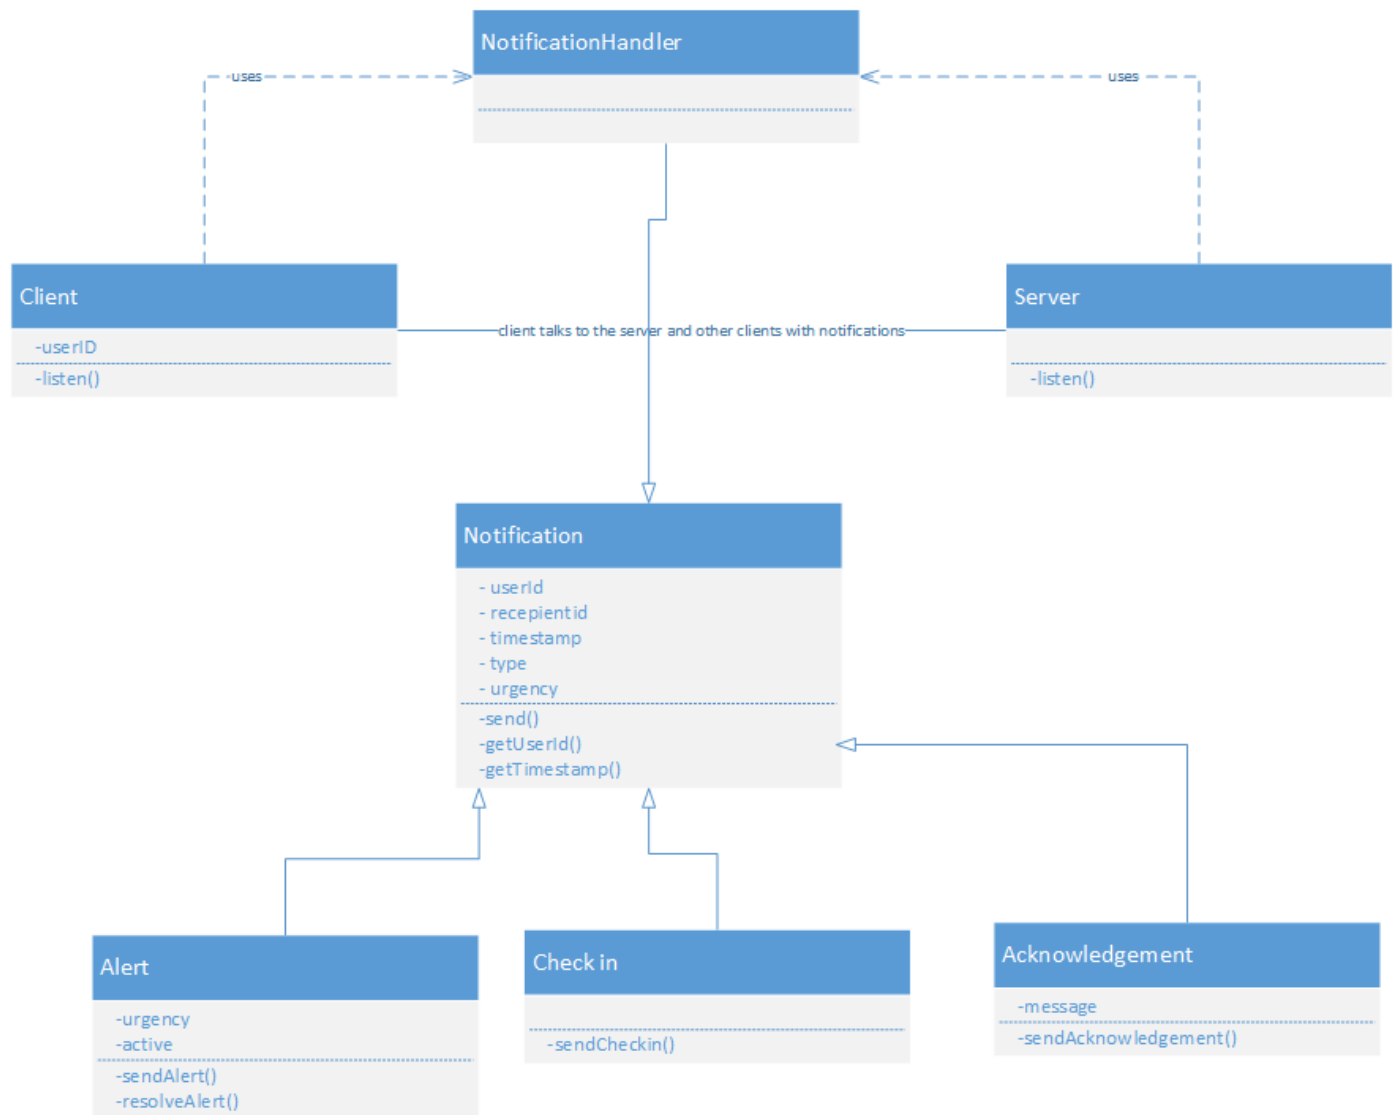 NotificationHandler
uses
uses
Client
-userID
-listen()
client talks to the server and other clients with notifications
Server
-listen()
Notification
- userId
- recepientid
- timestamp
- type
- urgency
-send()
-getUserId()
-getTimestamp()
Alert
-urgency
-active
-sendAlert()
-resolveAlert()
Check in
-sendCheckin()
Acknowledgement
-message
-sendAcknowledgement()